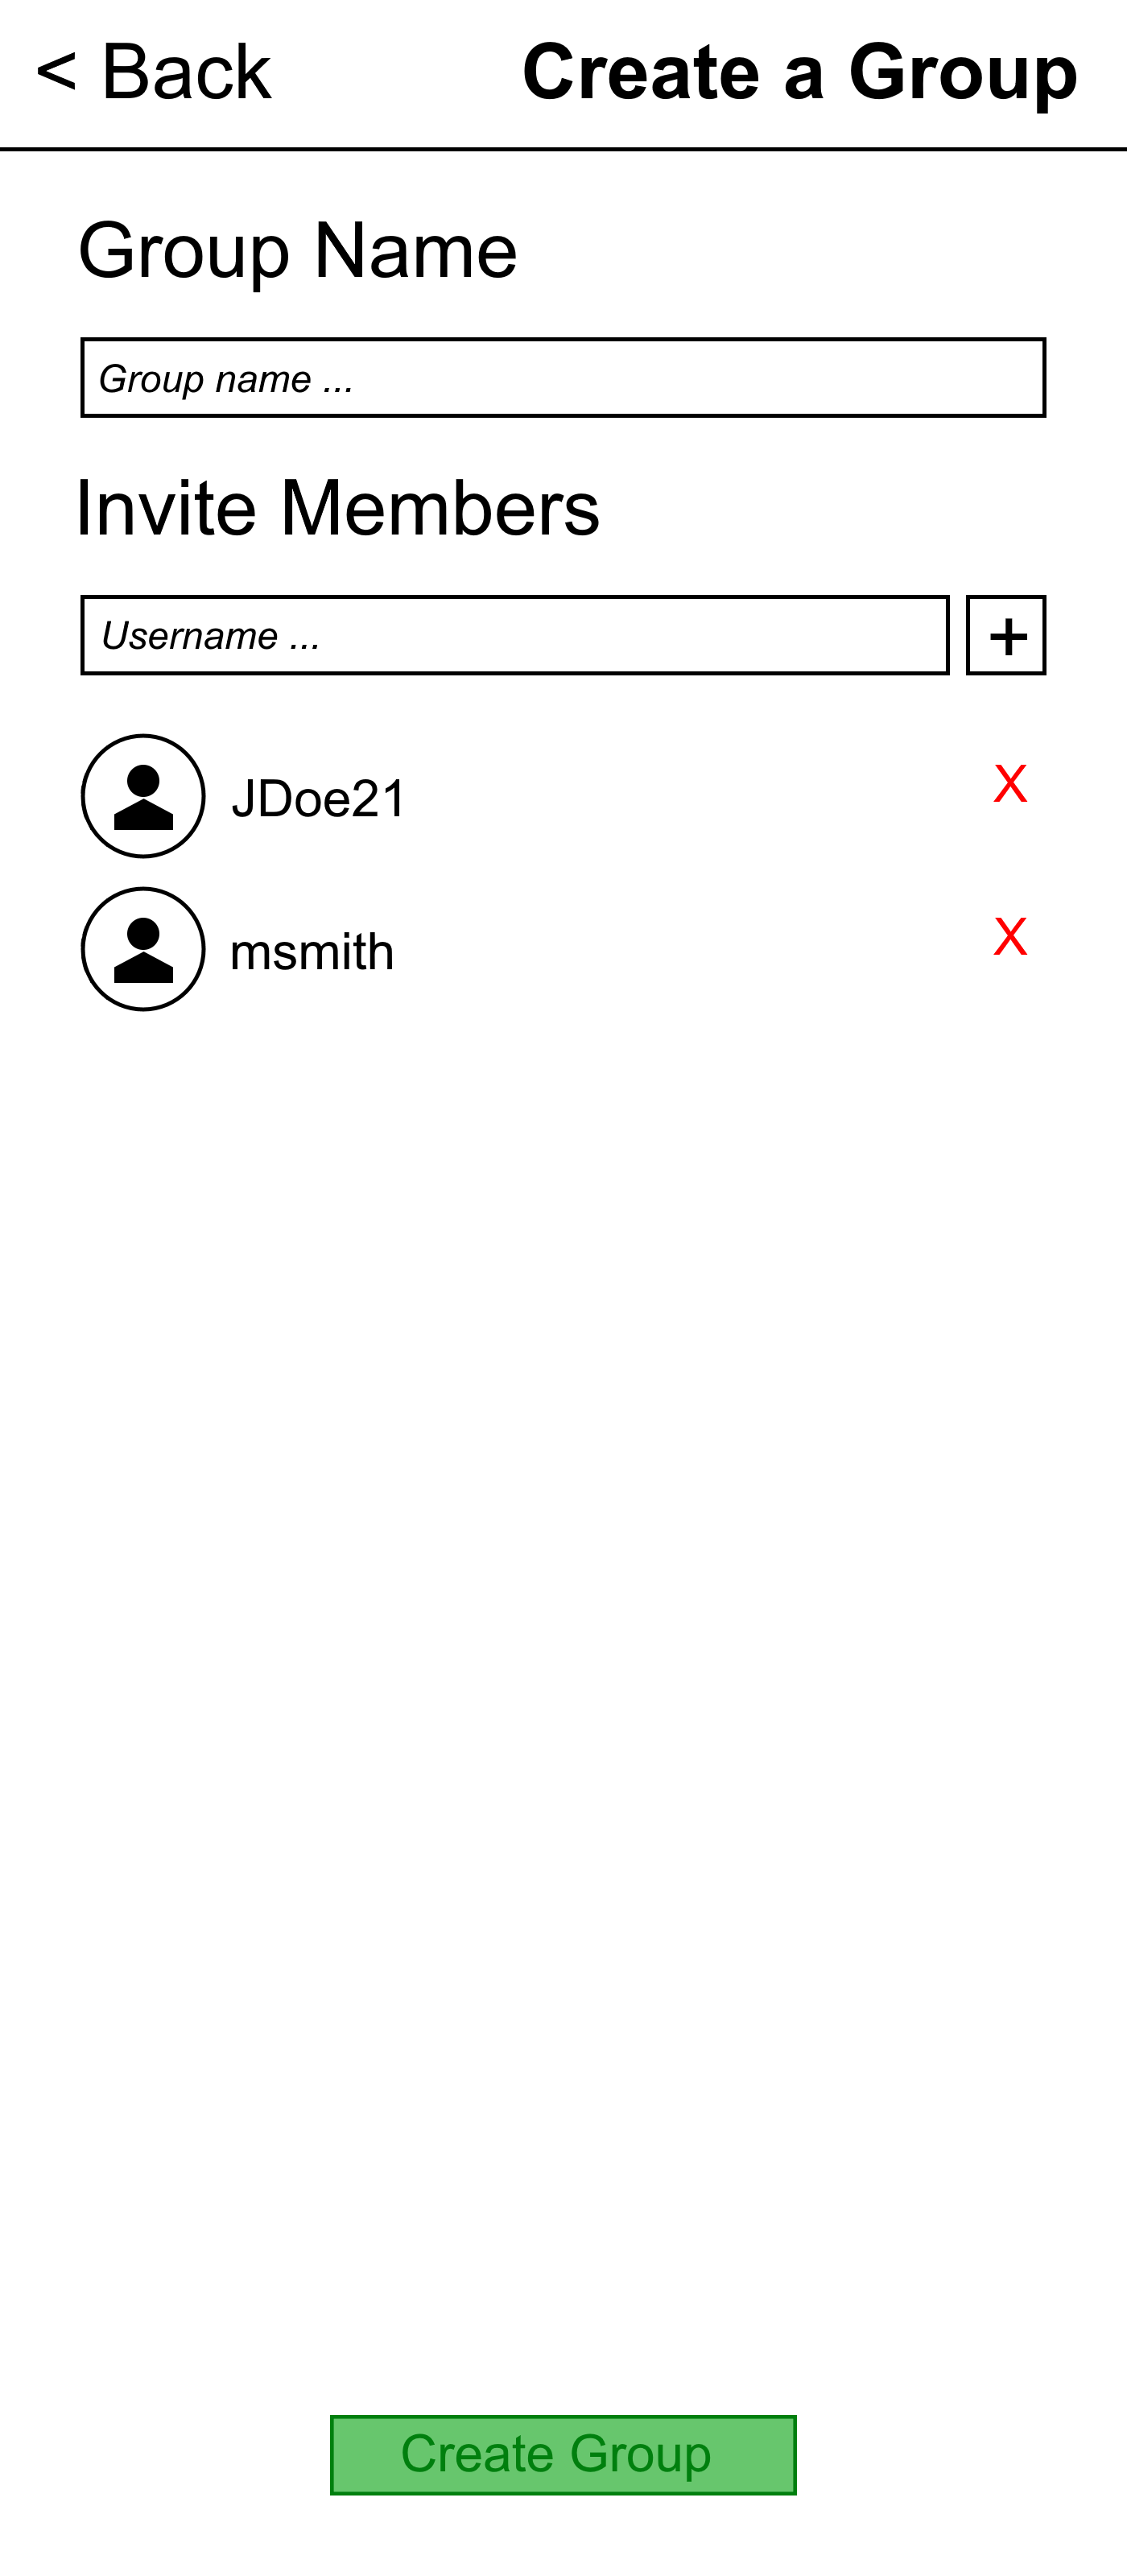 < Back
Create a Group
Group Name
Group name ...
Invite Members
Username ...
+
JDoe21
X
msmith
X
Create Group